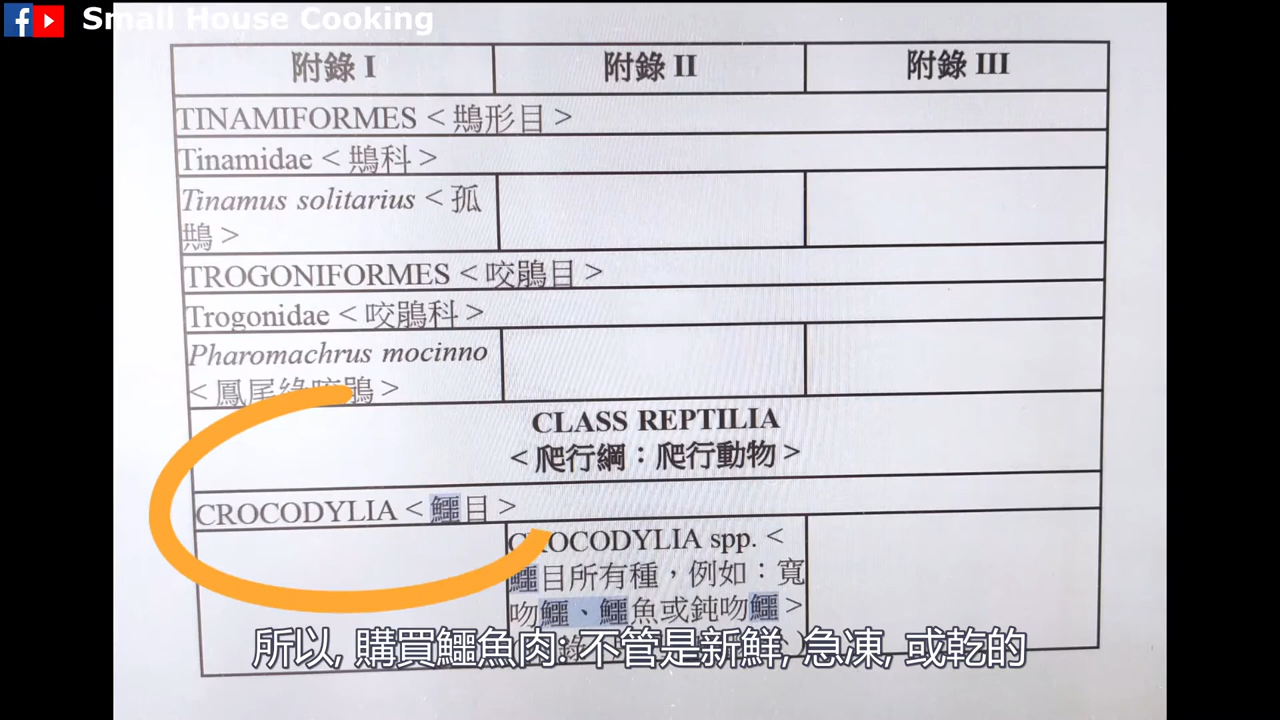 Small House Cooking
附錄 I
附錄 II
附錄 III
TINAMIFORMES < 鴂形目 >
Tinamidae < 鴂科 >
Tinamus solitarius < 孤
>
TROGONIFORMES < 咬鵑目 >
Trogonidae < 咬鵑科 >
Pharomachrus mocinno
< 鳳尾綠咬鵑 >
CLASS REPTILIA
< 爬行綱：爬行動物 >
CROCODYLIA < 鱷目 >
CROCODYLIA spp. <
鱷目所有種，例如：寬
吻鱷、鱷魚或鈍吻鱷 >
所以, 購買鱷魚肉: 不管是新鮮, 急凍, 或乾的